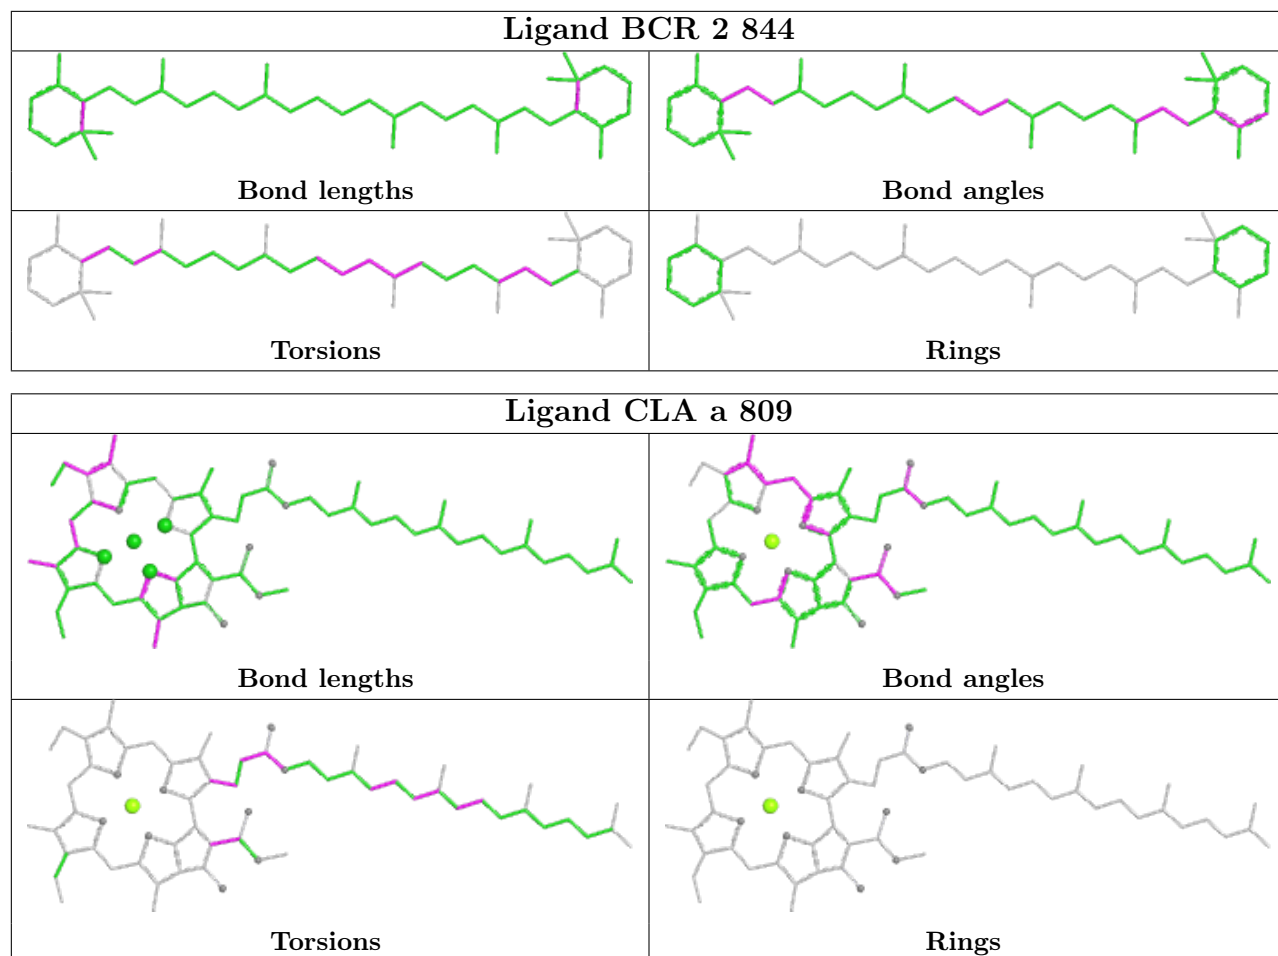 Ligand BCR 2 844
Bond lengths
Bond angles
Torsions
Rings
Ligand CLA a 809
Bond lengths
Bond angles
Torsions
Rings